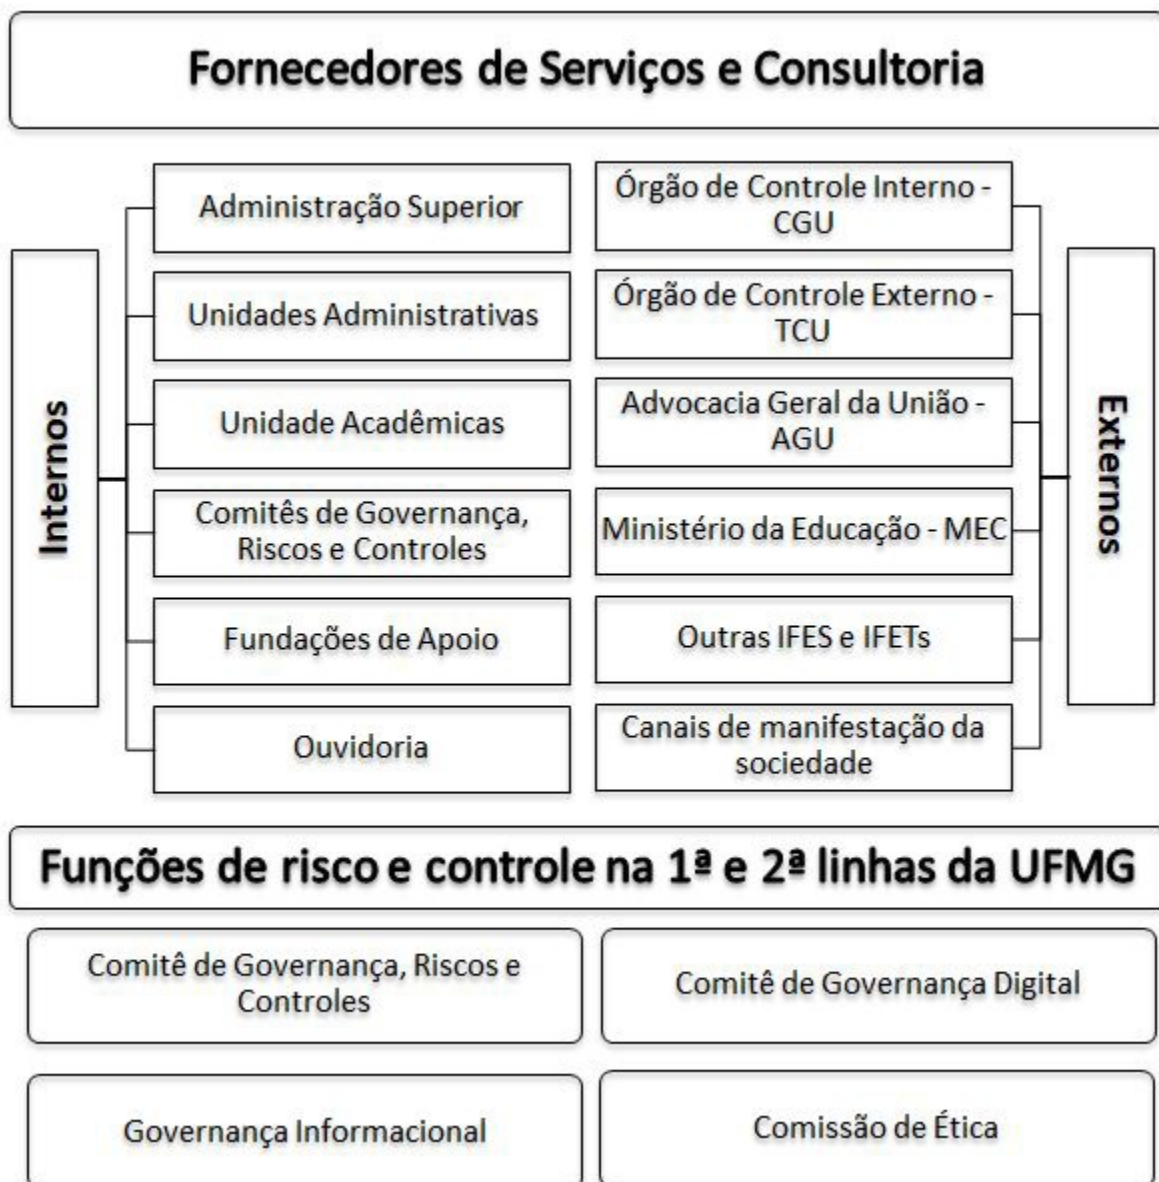 Fornecedores de Serviços e Consultoria
Internos
Administração Superior
Unidades Administrativas
Unidade Acadêmicas
Comitês de Governança,
Riscos e Controles
Fundações de Apoio
Ouvidoria
Órgão de Controle Interno -
CGU
Órgão de Controle Externo -
TCU
Advocacia Geral da União -
AGU
Ministério da Educação - MEC
Outras IFES e IFETs
Canais de manifestação da
sociedade
Externos
Funções de risco e controle na 1ª e 2ª linhas da UFMG
Comitê de Governança, Riscos e
Controles
Comitê de Governança Digital
Governança Informacional
Comissão de Ética